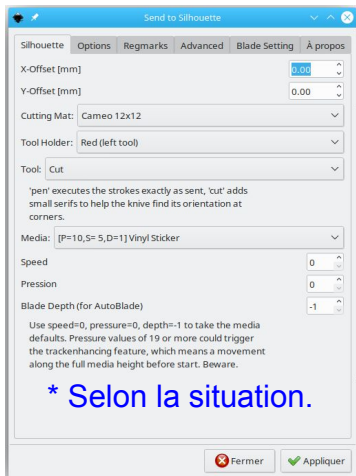 Send to Silhouette
Silhouette Options Regmarks Advanced Blade Setting À propos
X-Offset [mm] 0.00
Y-Offset [mm] 0.00
Cutting Mat: Cameo 12x12
Tool Holder: Red (left tool)
Tool: Cut
'pen' executes the strokes exactly as sent, 'cut' adds
small serifs to help the knive find its orientation at
corners.
Media: [P=10,S= 5,D=1] Vinyl Sticker
Speed 0
Pression 0
Blade Depth (for AutoBlade) -1
Use speed=0, pressure=0, depth=-1 to take the media
defaults. Pressure values of 19 or more could trigger
the trackenhancing feature, which means a movement
along the full media height before start. Beware.
* Selon la situation.
Fermer Appliquer